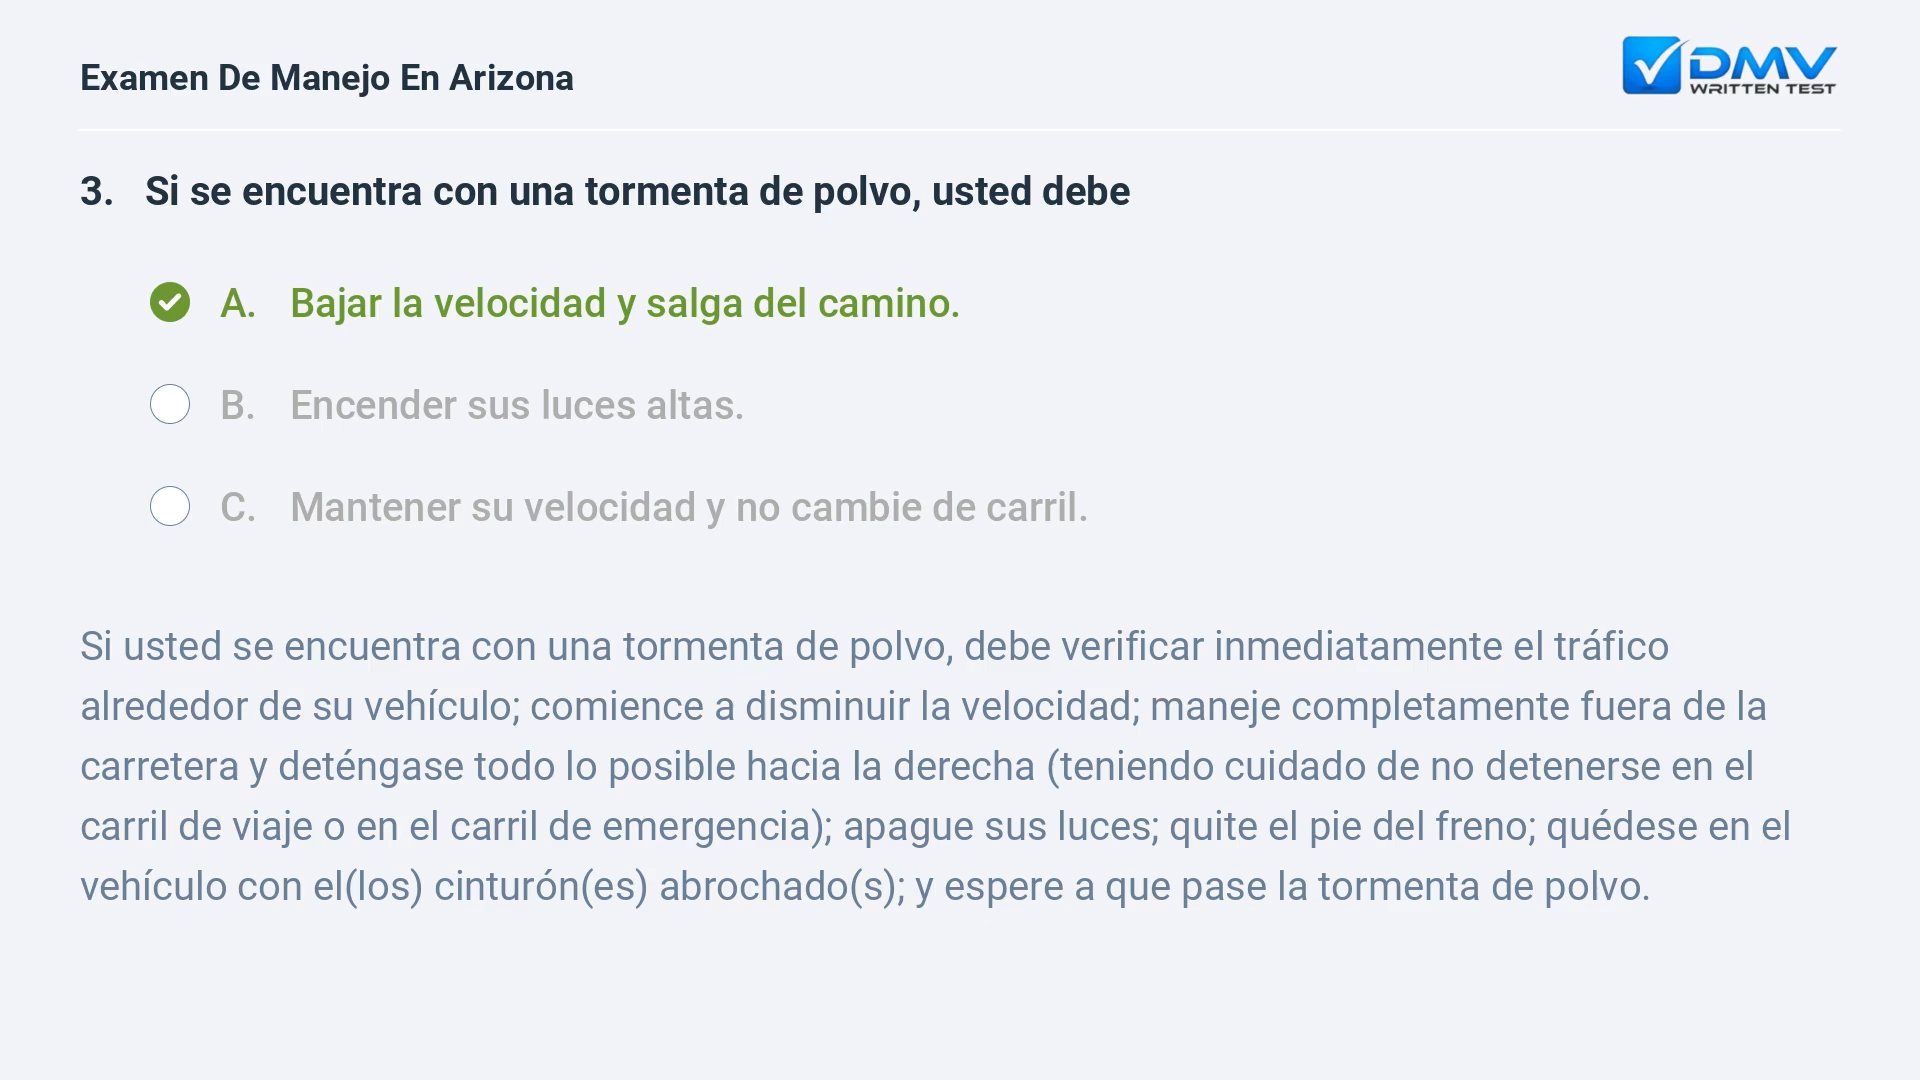 Examen De Manejo En Arizona
DMV
WRITTEN TEST
3. Si se encuentra con una tormenta de polvo, usted debe
A. Bajar la velocidad y salga del camino.
B. Encender sus luces altas.
C. Mantener su velocidad y no cambie de carril.
Si usted se encuentra con una tormenta de polvo, debe verificar inmediatamente el tráfico
alrededor de su vehículo; comience a disminuir la velocidad; maneje completamente fuera de la
carretera y deténgase todo lo posible hacia la derecha (teniendo cuidado de no detenerse en el
carril de viaje o en el carril de emergencia); apague sus luces; quite el pie del freno; quédese en el
vehículo con el(los) cinturón(es) abrochado(s); y espere a que pase la tormenta de polvo.